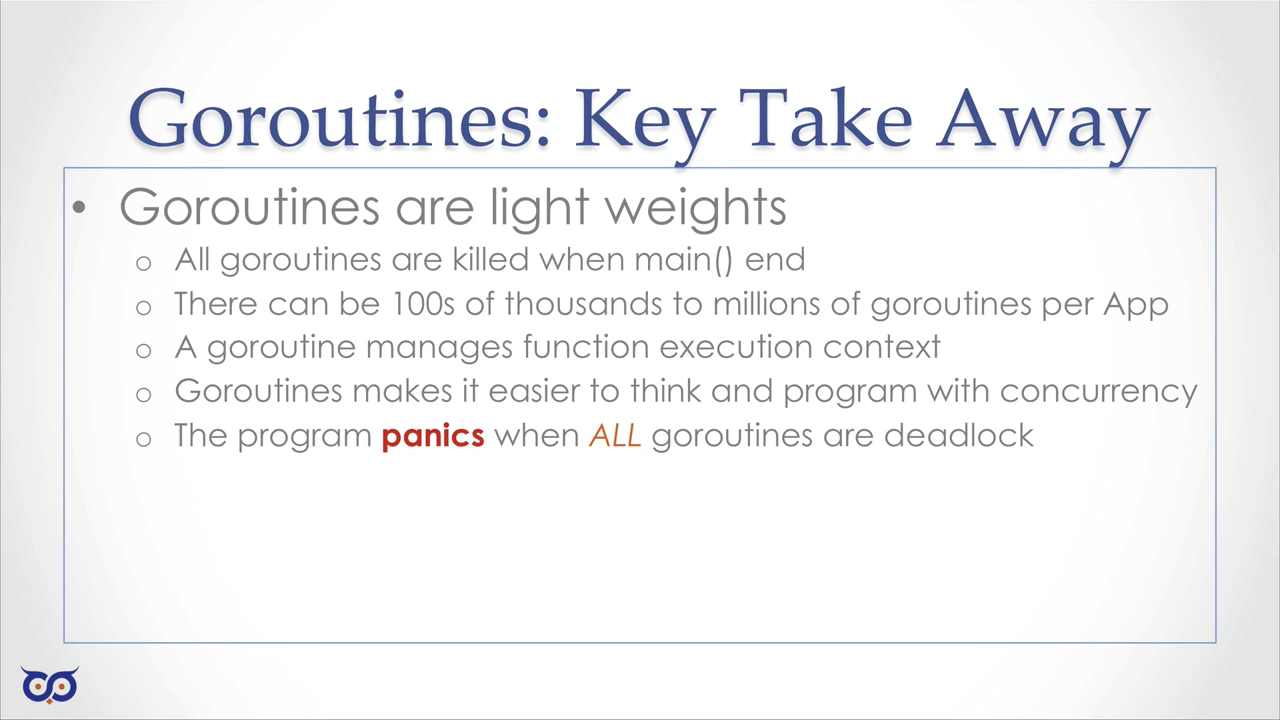 Goroutines: Key Take Away
• Goroutines are light weights
o All goroutines are killed when main() end
o There can be 100s of thousands to millions of goroutines per App
o A goroutine manages function execution context
o Goroutines makes it easier to think and program with concurrency
o The program panics when ALL goroutines are deadlock